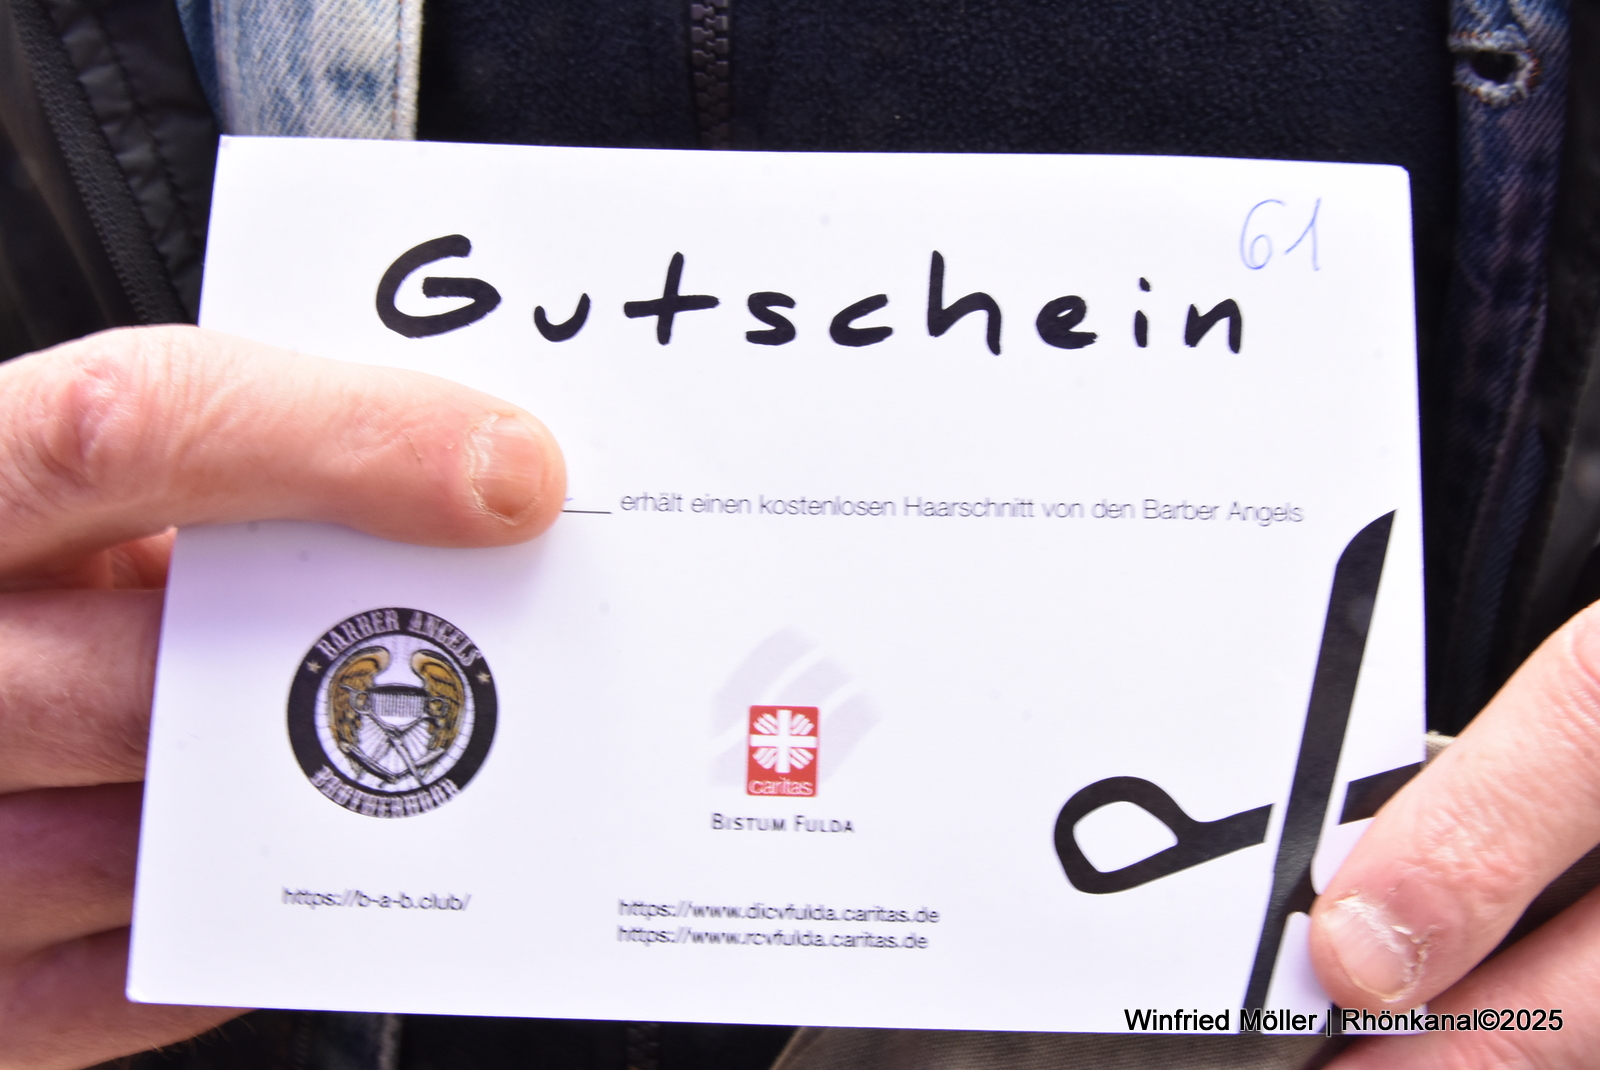 61
Gutschein
erhält einen kostenlosen Haarschnitt von den Barber Angels
BARBER ANGELS
BROTHERHOOD
caritas
BISTUM FULDA
https://b-a-b.club/
https://www.dicvfulda.caritas.de
https://www.rcvfulda.caritas.de
Winfried Möller | Rhönkanal©2025